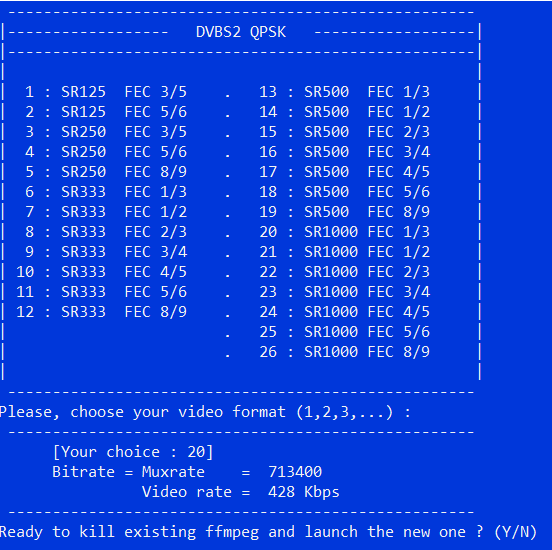 DVBS2 QPSK
1 : SR125 FEC 3/5 . 13 : SR500 FEC 1/3
2 : SR125 FEC 5/6 . 14 : SR500 FEC 1/2
3 : SR250 FEC 3/5 . 15 : SR500 FEC 2/3
4 : SR250 FEC 5/6 . 16 : SR500 FEC 3/4
5 : SR250 FEC 8/9 . 17 : SR500 FEC 4/5
6 : SR333 FEC 1/3 . 18 : SR500 FEC 5/6
7 : SR333 FEC 1/2 . 19 : SR500 FEC 8/9
8 : SR333 FEC 2/3 . 20 : SR1000 FEC 1/3
9 : SR333 FEC 3/4 . 21 : SR1000 FEC 1/2
10 : SR333 FEC 4/5 . 22 : SR1000 FEC 2/3
11 : SR333 FEC 5/6 . 23 : SR1000 FEC 3/4
12 : SR333 FEC 8/9 . 24 : SR1000 FEC 4/5
. 25 : SR1000 FEC 5/6
. 26 : SR1000 FEC 8/9
Please, choose your video format (1,2,3,...) :
[Your choice : 20]
Bitrate = Muxrate = 713400
Video rate = 428 Kbps
Ready to kill existing ffmpeg and launch the new one ? (Y/N)